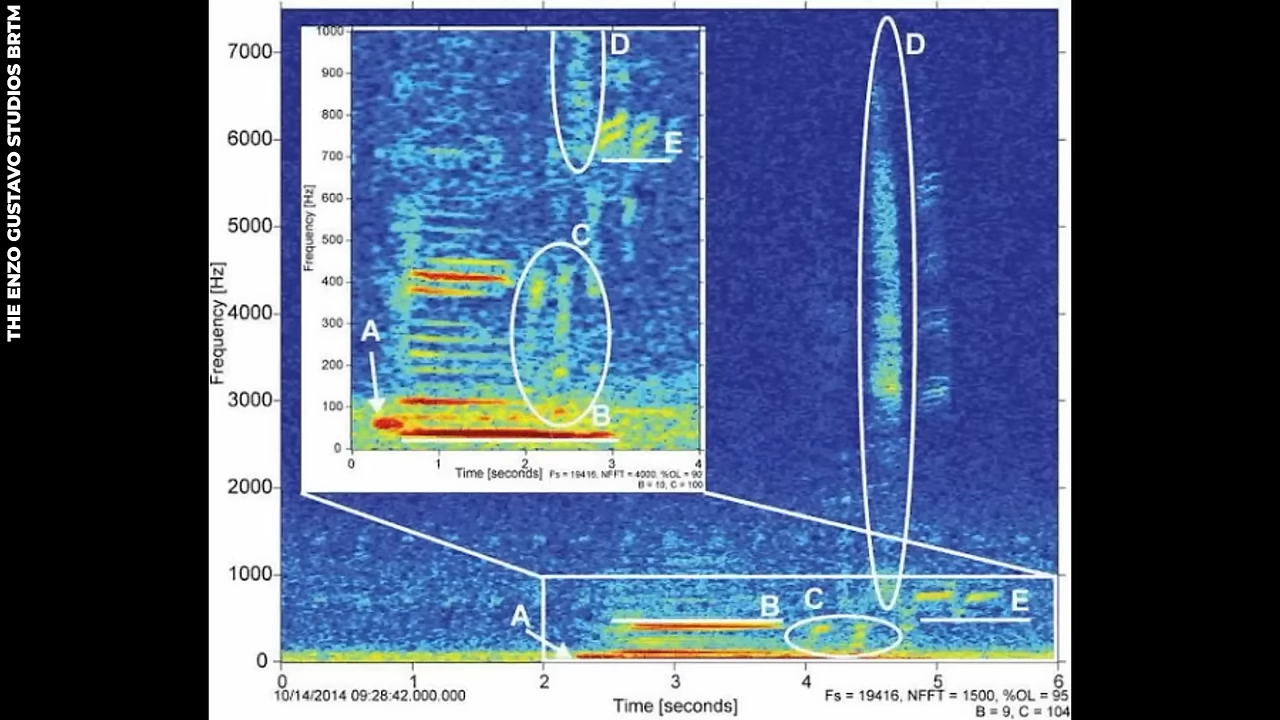 THE ENZO GUSTAVO STUDIOS BRTM
Frequency [Hz]
7000
6000
5000
4000
3000
2000
1000
0
0
1
2
3
4
5
6
Time [seconds]
10/14/2014 09:28:42.000.000
Fs = 19416, NFFT = 1500, %OL = 95
B = 9, C = 104
A
B
C
D
E
Frequency [Hz]
1000
900
800
700
600
500
400
300
200
100
0
0
1
2
3
4
Time [seconds]
Fs = 19416, NFFT = 4000, %OL = 90
B = 10, C = 100
A
B
C
D
E